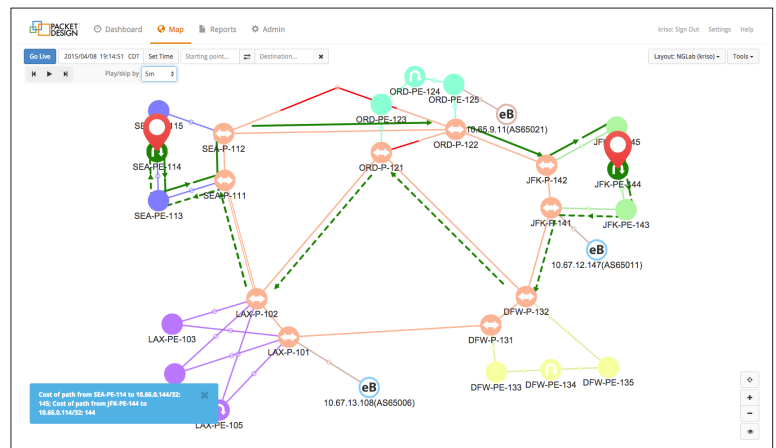 PACKET
DESIGN
Dashboard
Map
Reports
Admin
kriso: Sign Out
Settings
Help
Go Live
2015/04/08 19:14:51 CDT
Set Time
Starting point...
Destination...
Layout: NGLab (kriso)
Tools
Play/skip by
5m
ORD-PE-124
ORD-PE-125
eB
10.65.9.11(AS65021)
ORD-PE-123
115
SEA-P-112
ORD-P-122
SEA-PE-114
ORD-P-121
JFK-P-142
JFK-PE-144
SEA-P-111
SEA-PE-113
JFK-P-141
JFK-PE-143
eB
10.67.12.147(AS65011)
LAX-P-102
DFW-P-132
LAX-PE-103
LAX-P-101
DFW-P-131
eB
10.67.13.108(AS65006)
DFW-PE-133
DFW-PE-134
DFW-PE-135
LAX-PE-105
Cost of path from SEA-PE-114 to 10.66.0.144/32:
145; Cost of path from JFK-PE-144 to
10.66.0.114/32: 144